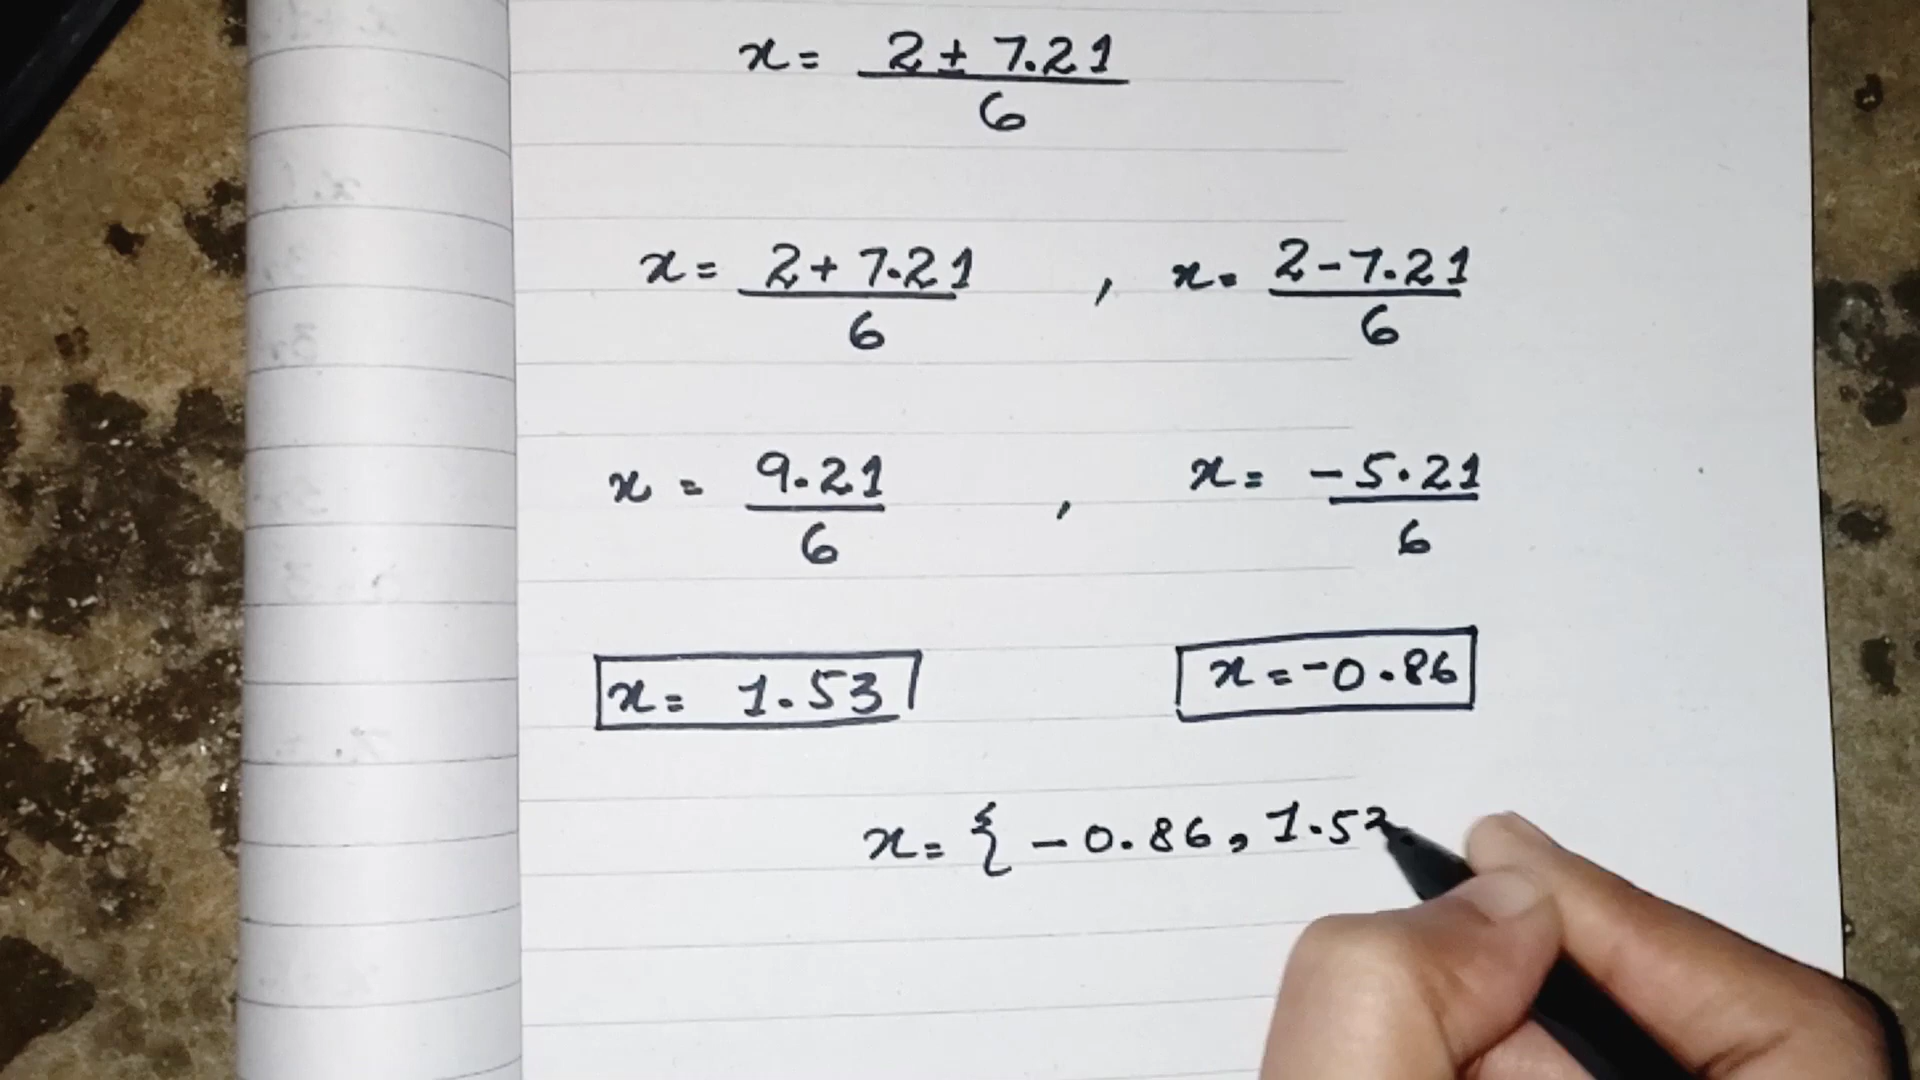 x = 2 ± 7.21
6
x = 2 + 7.21 , x = 2 - 7.21
6 6
x = 9.21 , x = -5.21
6 6
x = 1.53 x = -0.86
x = { -0.86, 1.53